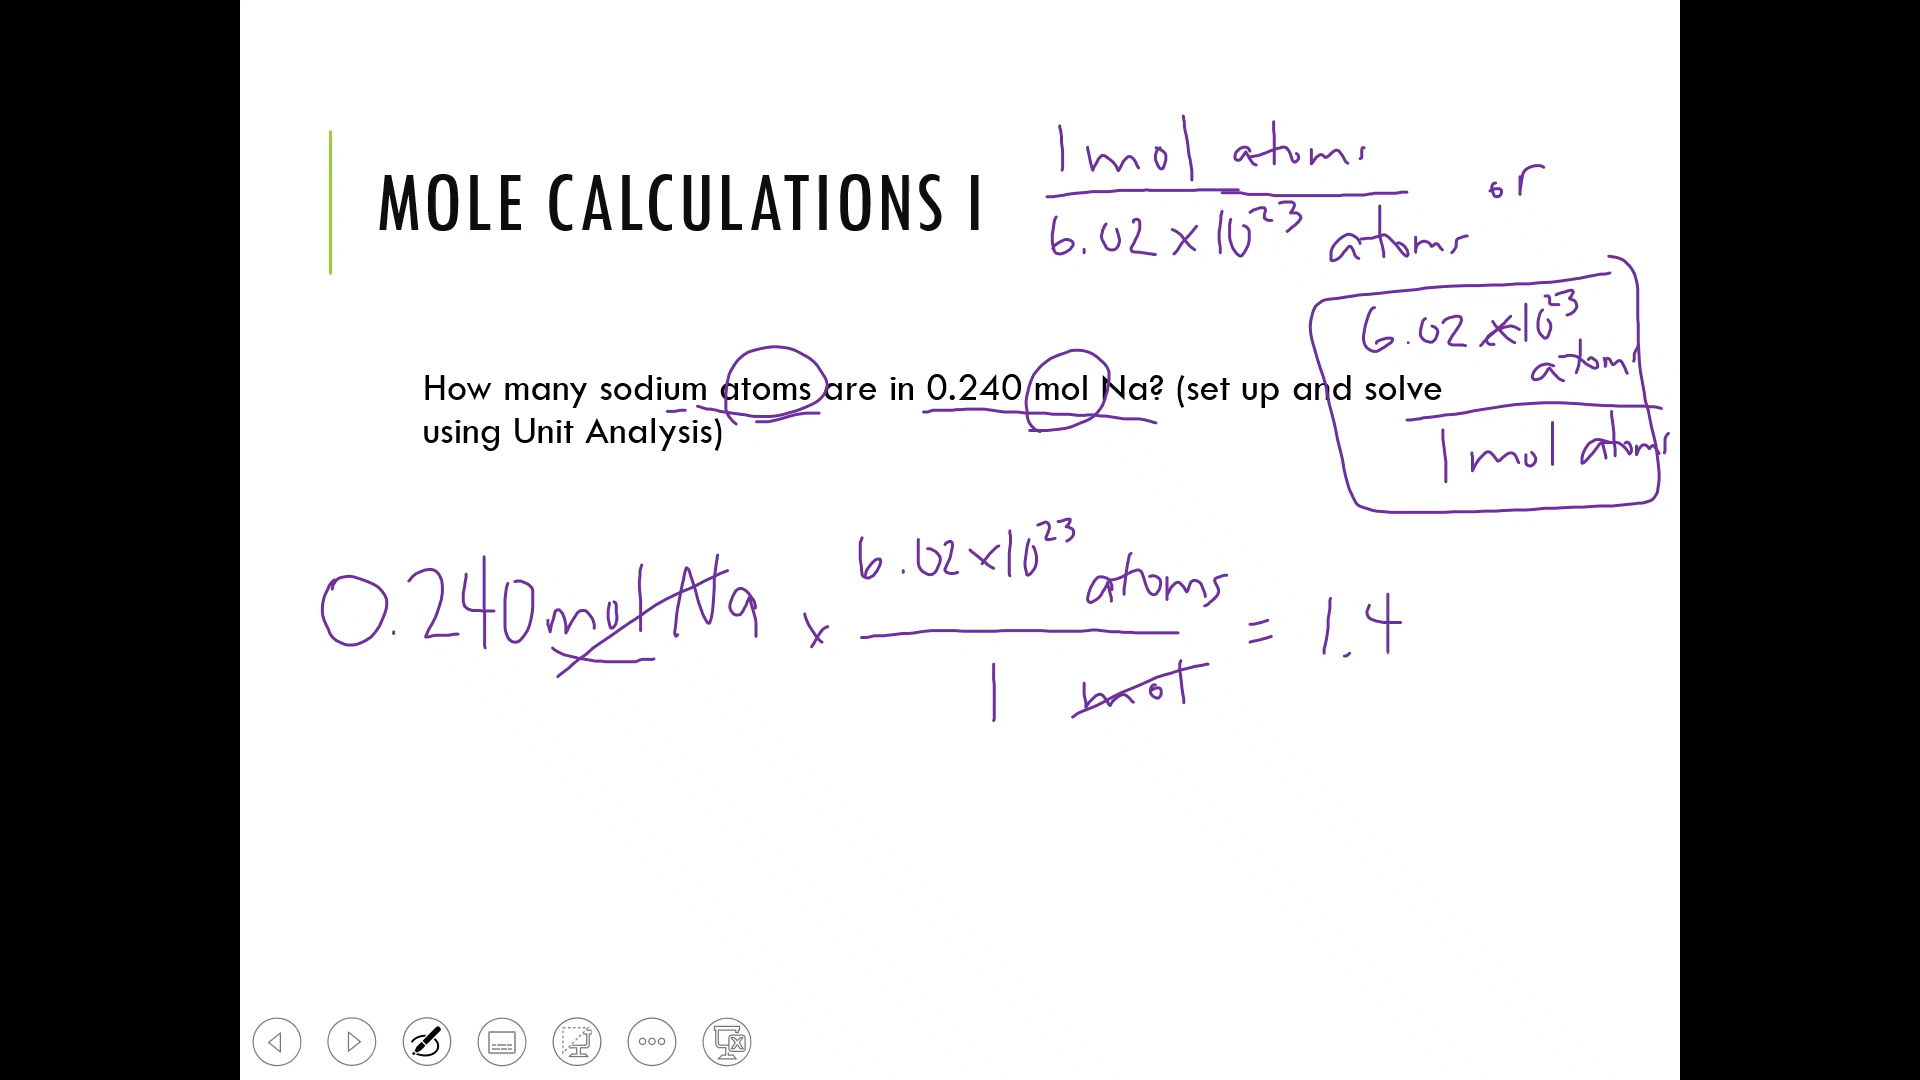 MOLE CALCULATIONS I
1 mol atoms
6.02 x 10^23 atoms
or
6.02 x 10^23
atoms
1 mol atoms
How many sodium atoms are in 0.240 mol Na? (set up and solve
using Unit Analysis)
0.240 mol Na x 6.02 x 10^23 atoms = 1.4
1 mol